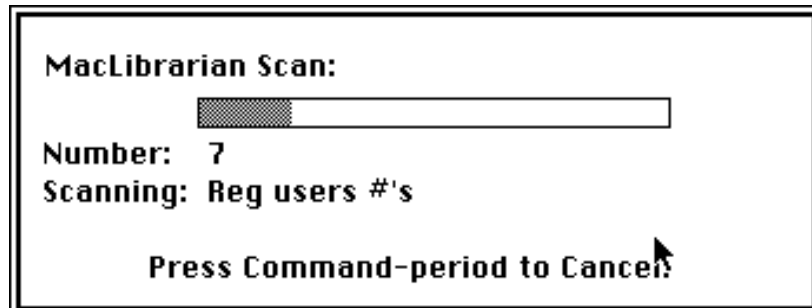 MacLibrarian Scan:
Number: 7
Scanning: Reg users #'s
Press Command-period to Cancel.